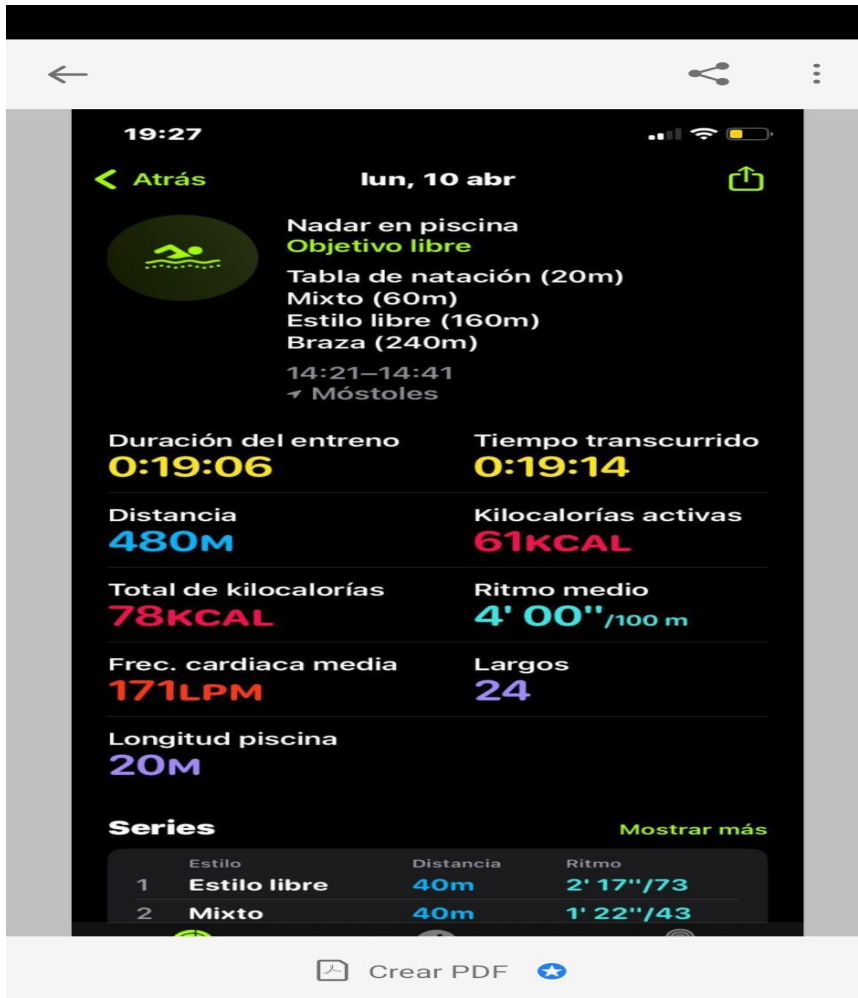 19:27
Atrás
lun, 10 abr
Nadar en piscina
Objetivo libre
Tabla de natación (20m)
Mixto (60m)
Estilo libre (160m)
Braza (240m)
14:21–14:41
Móstoles
Duración del entreno
0:19:06
Tiempo transcurrido
0:19:14
Distancia
480M
Kilocalorías activas
61KCAL
Total de kilocalorías
78KCAL
Ritmo medio
4' 00''/100 m
Frec. cardiaca media
171LPM
Largos
24
Longitud piscina
20M
Series
Mostrar más
Estilo Distancia Ritmo
1 Estilo libre 40m 2' 17''/73
2 Mixto 40m 1' 22''/43
Crear PDF